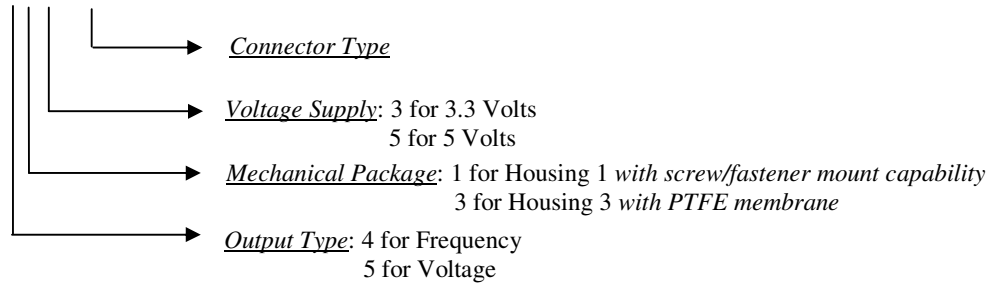 Connector Type
Voltage Supply: 3 for 3.3 Volts
5 for 5 Volts
Mechanical Package: 1 for Housing 1 with screw/fastener mount capability
3 for Housing 3 with PTFE membrane
Output Type: 4 for Frequency
5 for Voltage